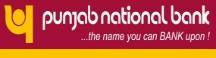 punjab national bank
...the name you can BANK upon !